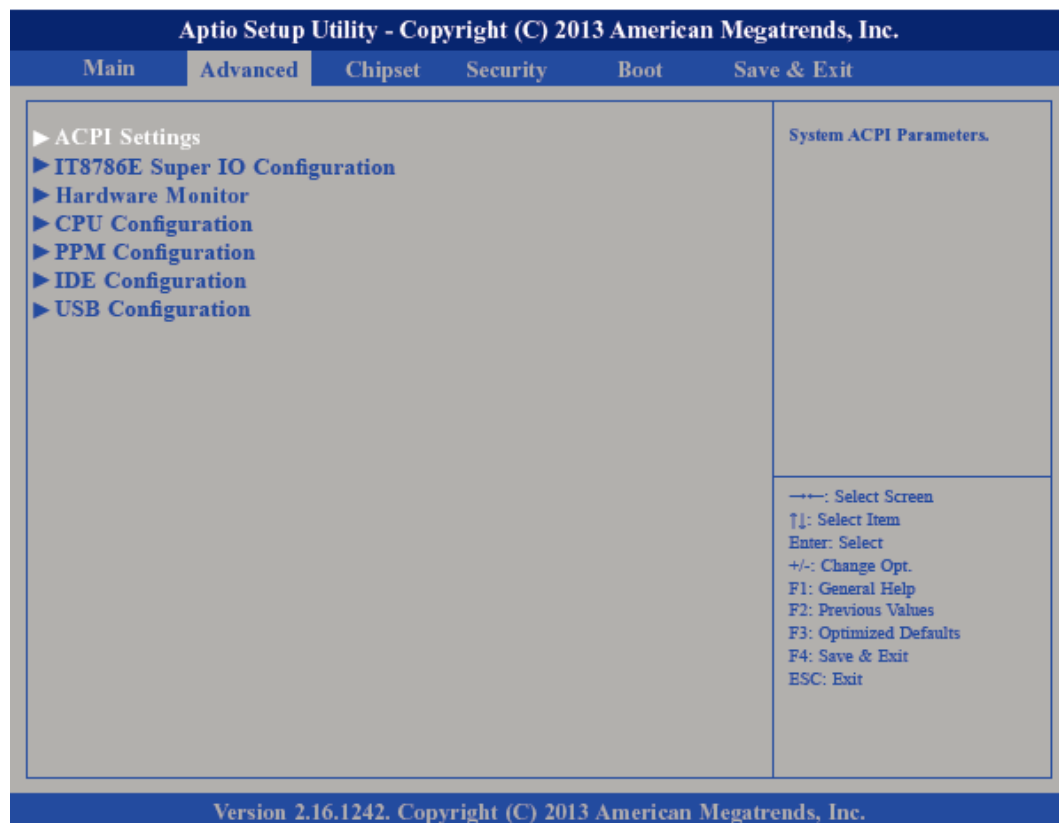 Aptio Setup Utility - Copyright (C) 2013 American Megatrends, Inc.
Main Advanced Chipset Security Boot Save & Exit
▶ ACPI Settings
▶ IT8786E Super IO Configuration
▶ Hardware Monitor
▶ CPU Configuration
▶ PPM Configuration
▶ IDE Configuration
▶ USB Configuration
System ACPI Parameters.
→←: Select Screen
↑↓: Select Item
Enter: Select
+/-: Change Opt.
F1: General Help
F2: Previous Values
F3: Optimized Defaults
F4: Save & Exit
ESC: Exit
Version 2.16.1242. Copyright (C) 2013 American Megatrends, Inc.